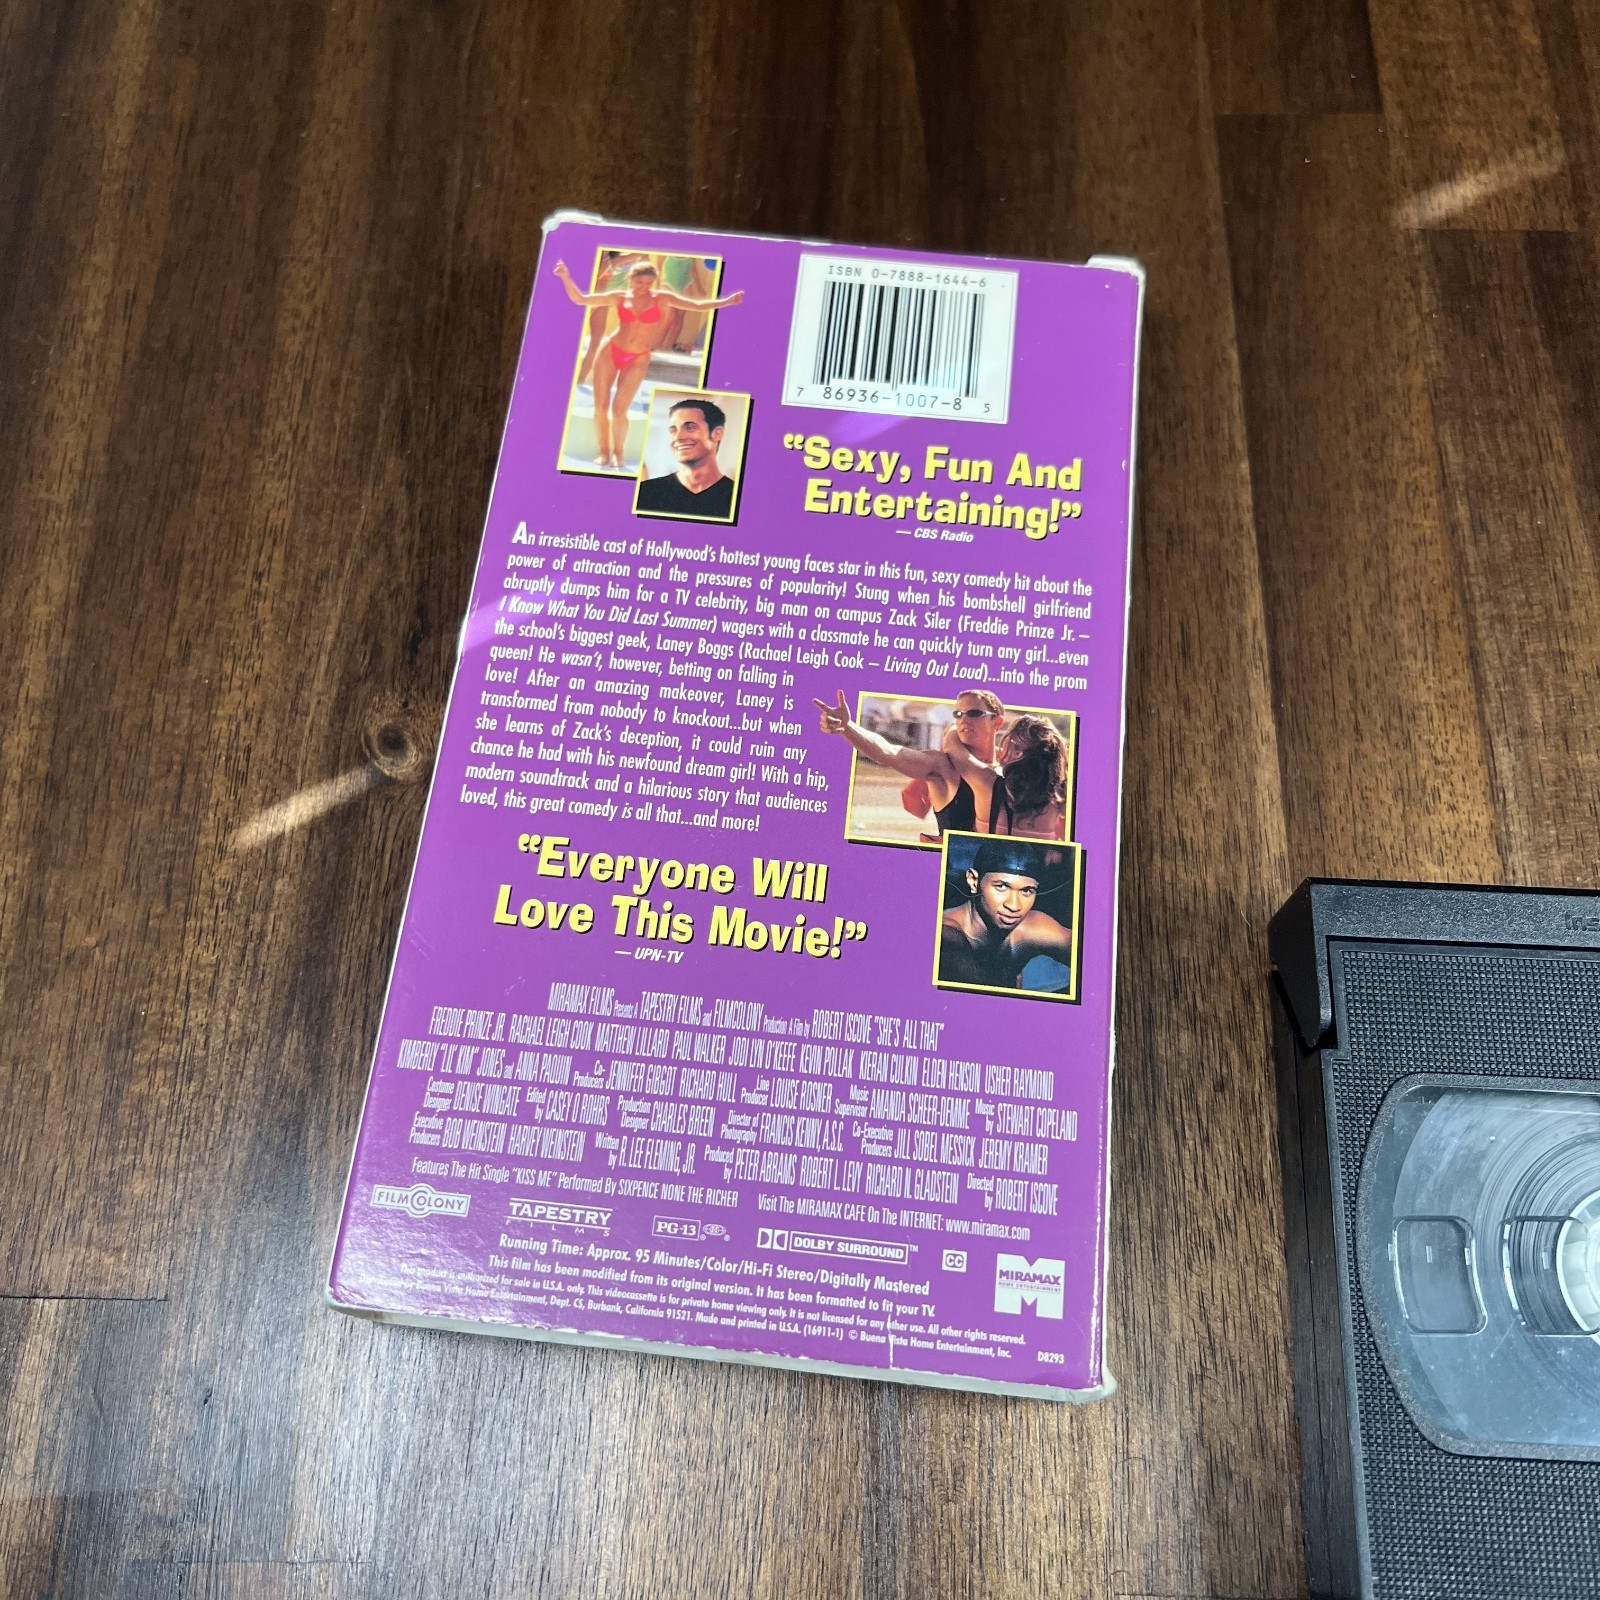 ISBN 0-7888-1644-6
7 86936-1007-8 5
“Sexy, Fun And
Entertaining!”
— CBS Radio
An irresistible cast of Hollywood’s hottest young faces star in this fun, sexy comedy hit about the
power of attraction and the pressures of popularity! Stung when his bombshell girlfriend
abruptly dumps him for a TV celebrity, big man on campus Zack Siler (Freddie Prinze Jr. –
I Know What You Did Last Summer) wagers with a classmate he can quickly turn any girl...even
the school’s biggest geek, Laney Boggs (Rachael Leigh Cook – Living Out Loud)...into the prom
queen! He wasn’t, however, betting on falling in
love! After an amazing makeover, Laney is
transformed from nobody to knockout...but when
she learns of Zack’s deception, it could ruin any
chance he had with his newfound dream girl! With a hip,
modern soundtrack and a hilarious story that audiences
loved, this great comedy is all that...and more!
“Everyone Will
Love This Movie!”
— UPN-TV
MIRAMAX FILMS Presents A TAPESTRY FILMS and FILMCOLONY Production A Film by ROBERT ISCOVE "SHE'S ALL THAT"
FREDDIE PRINZE JR. RACHAEL LEIGH COOK MATTHEW LILLARD PAUL WALKER JODI LYN O'KEEFE KEVIN POLLAK KIERAN CULKIN ELDEN HENSON USHER RAYMOND
KIMBERLY "LIL' KIM" JONES and ANNA PAQUIN Co-Producers JENNIFER GIBGOT RICHARD HULL Line Producer LOUISE ROSNER Music Supervisor AMANDA SCHEER-DEMME Music by STEWART COPELAND
Costume Designer DENISE WINGATE Edited by CASEY O ROHRS Production Designer CHARLES BREEN Director of Photography FRANCIS KENNY, A.S.C. Co-Executive Producers JILL SOBEL MESSICK JEREMY KRAMER
Executive Producers BOB WEINSTEIN HARVEY WEINSTEIN Written by R. LEE FLEMING, JR. Produced by PETER ABRAMS ROBERT L. LEVY RICHARD N. GLADSTEIN Directed by ROBERT ISCOVE
Features The Hit Single "KISS ME" Performed By SIXPENCE NONE THE RICHER Visit The MIRAMAX CAFE On The INTERNET: www.miramax.com
FILMCOLONY
TAPESTRY
FILMS
PG-13 ®
DOLBY SURROUND ™
CC
MIRAMAX
HOME ENTERTAINMENT
Running Time: Approx. 95 Minutes/Color/Hi-Fi Stereo/Digitally Mastered
This film has been modified from its original version. It has been formatted to fit your TV.
This product is authorized for sale in U.S.A. only. This videocassette is for private home viewing only. It is not licensed for any other use. All other rights reserved.
Distributed by Buena Vista Home Entertainment, Dept. CS, Burbank, California 91521. Made and printed in U.S.A. (16911-1) © Buena Vista Home Entertainment, Inc.
D8293